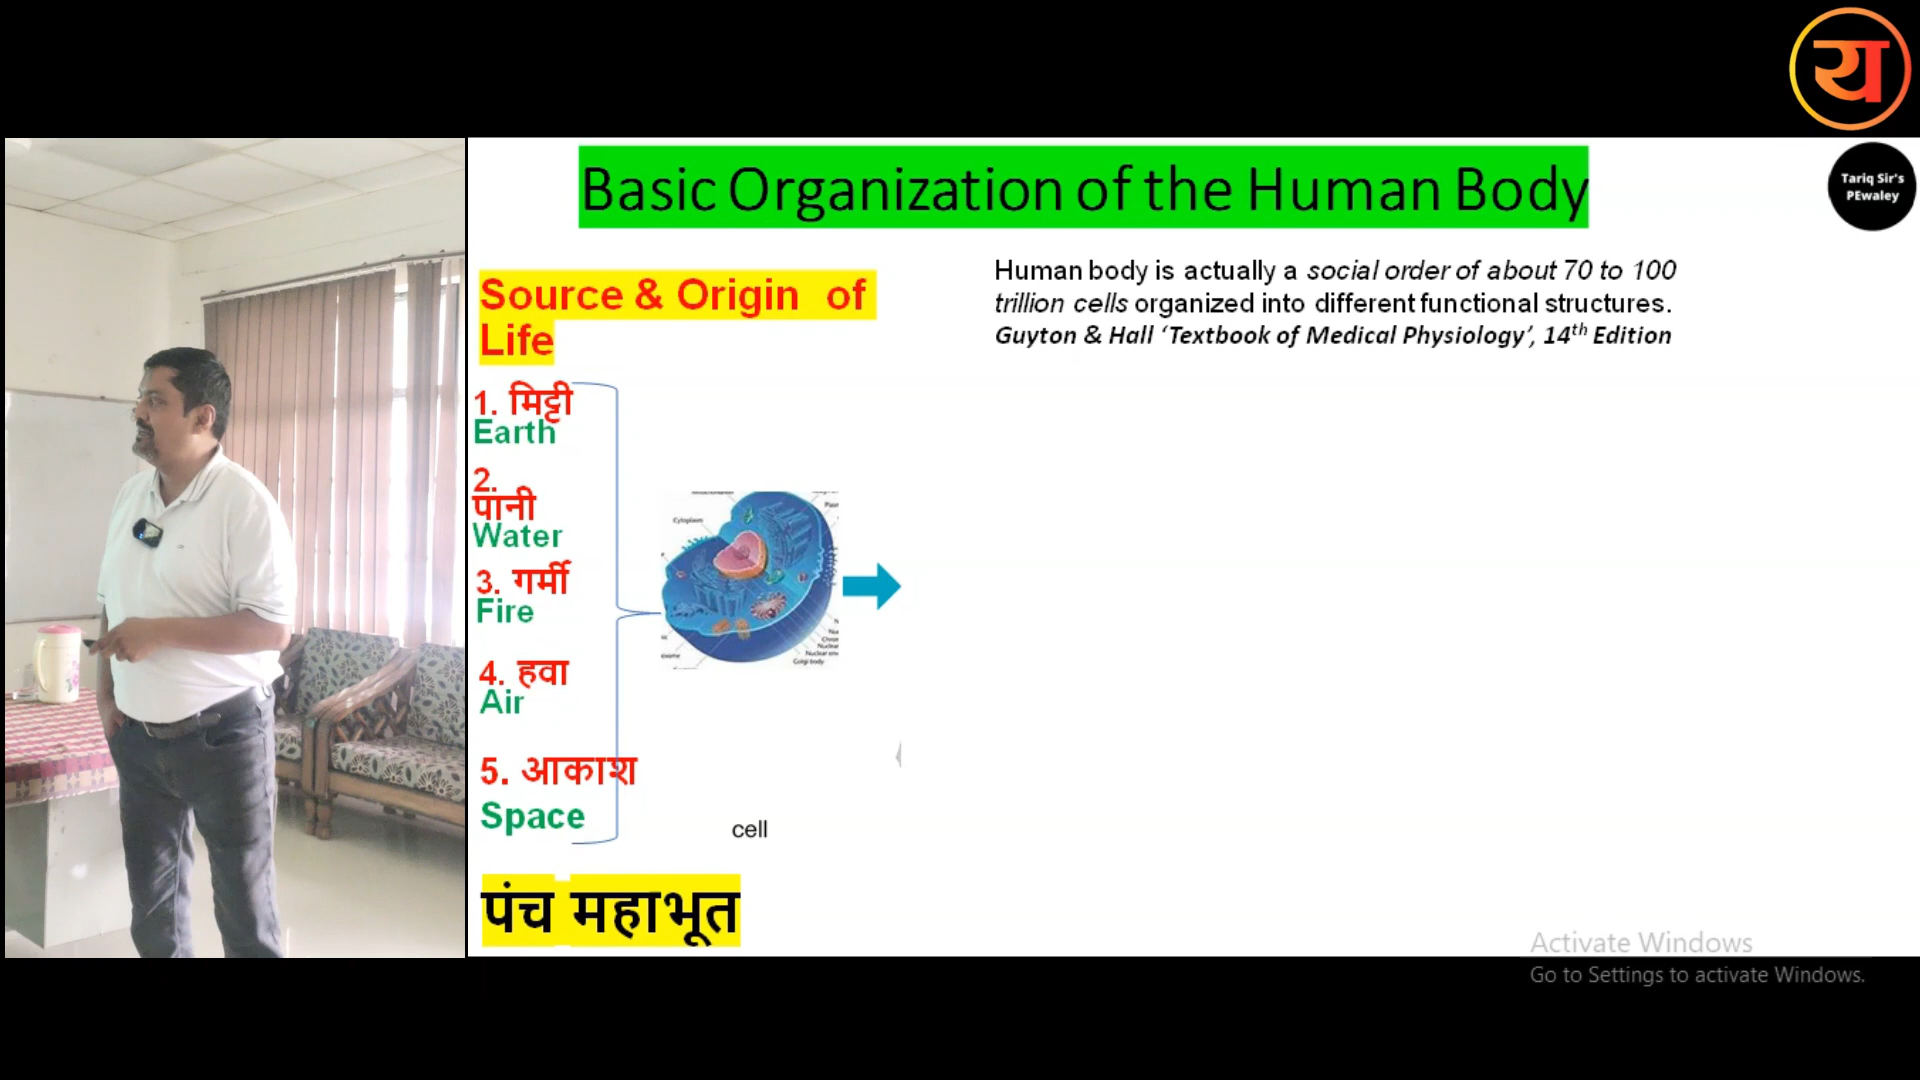 य
Tariq Sir's
PEwaley
Basic Organization of the Human Body
Source & Origin of
Life
Human body is actually a social order of about 70 to 100
trillion cells organized into different functional structures.
Guyton & Hall ‘Textbook of Medical Physiology’, 14th Edition
1. मिट्टी
Earth
2.
पानी
Water
3. गर्मी
Fire
4. हवा
Air
5. आकाश
Space
Cytoplasm
Golgi body
cell
पंच महाभूत
Activate Windows
Go to Settings to activate Windows.